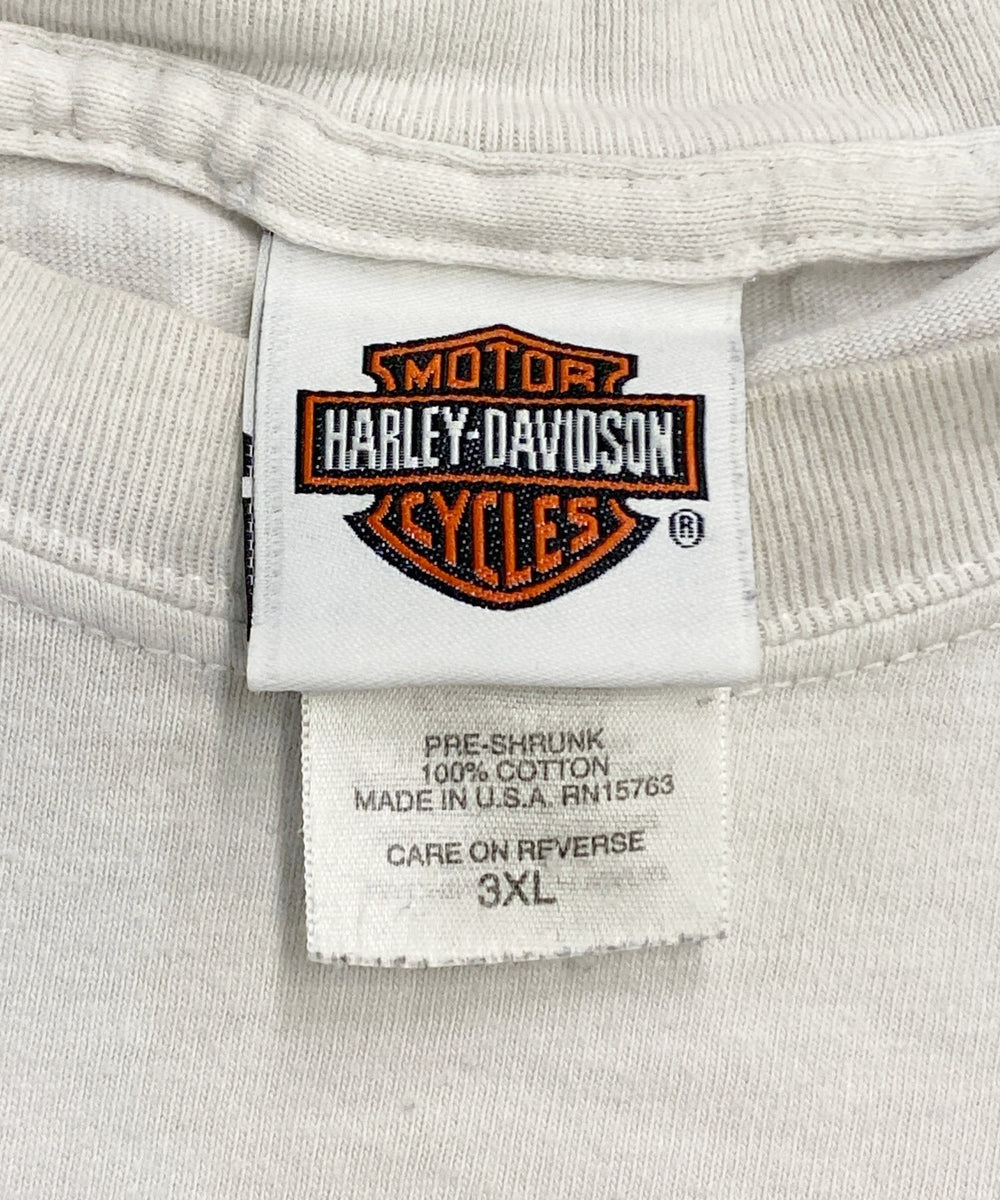 MOTOR
HARLEY-DAVIDSON
CYCLES
®
PRE-SHRUNK
100% COTTON
MADE IN U.S.A. RN15763
CARE ON REVERSE
3XL